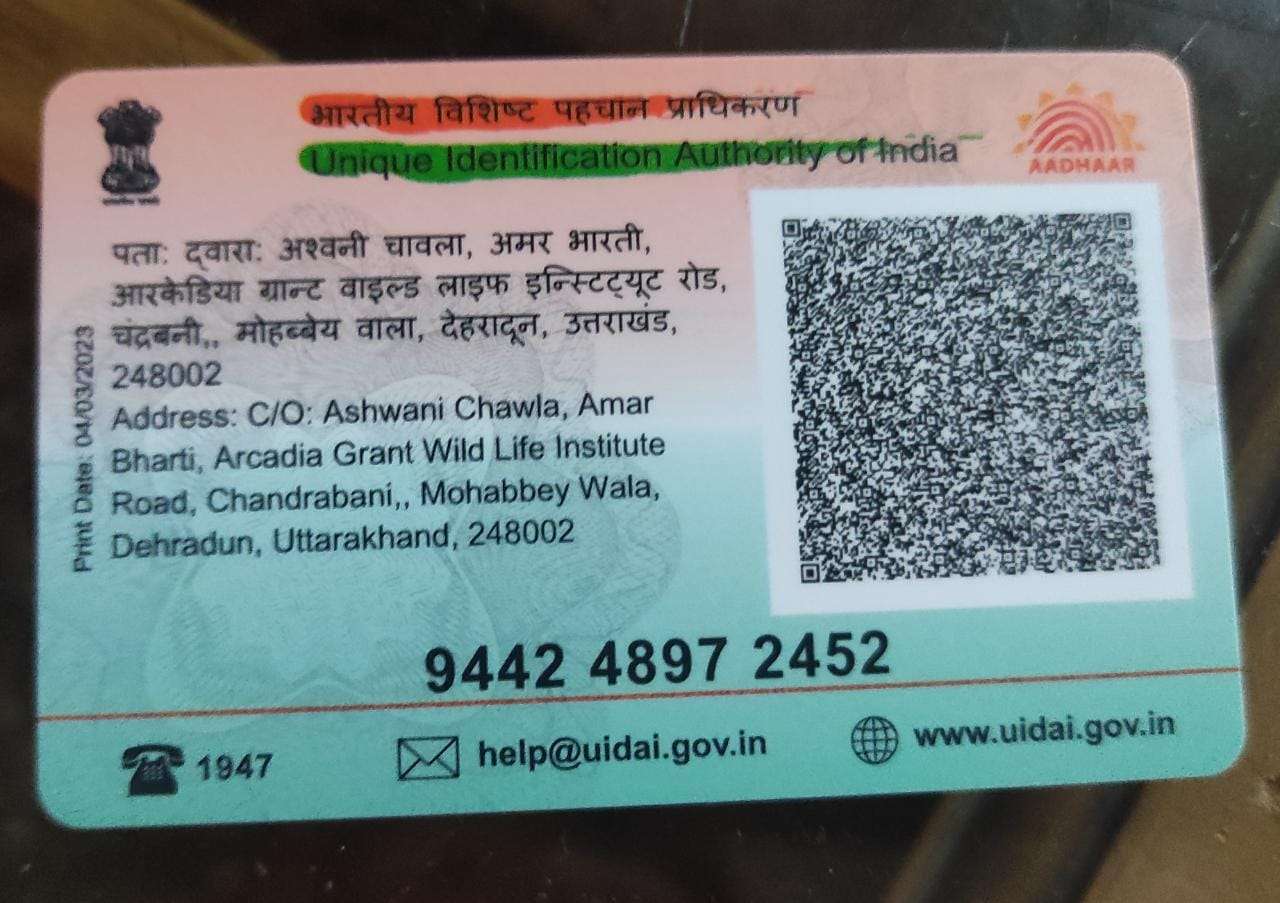 भारतीय विशिष्ट पहचान प्राधिकरण
Unique Identification Authority of India
AADHAAR
पता: द्वारा: अश्वनी चावला, अमर भारती,
आरकेडिया ग्रान्ट वाइल्ड लाइफ इन्स्टिट्यूट रोड,
चंद्रबनी,, मोहब्बेय वाला, देहरादून, उत्तराखंड,
248002
Address: C/O: Ashwani Chawla, Amar
Bharti, Arcadia Grant Wild Life Institute
Road, Chandrabani,, Mohabbey Wala,
Dehradun, Uttarakhand, 248002
Print Date: 04/03/2023
9442 4897 2452
1947
help@uidai.gov.in
www.uidai.gov.in